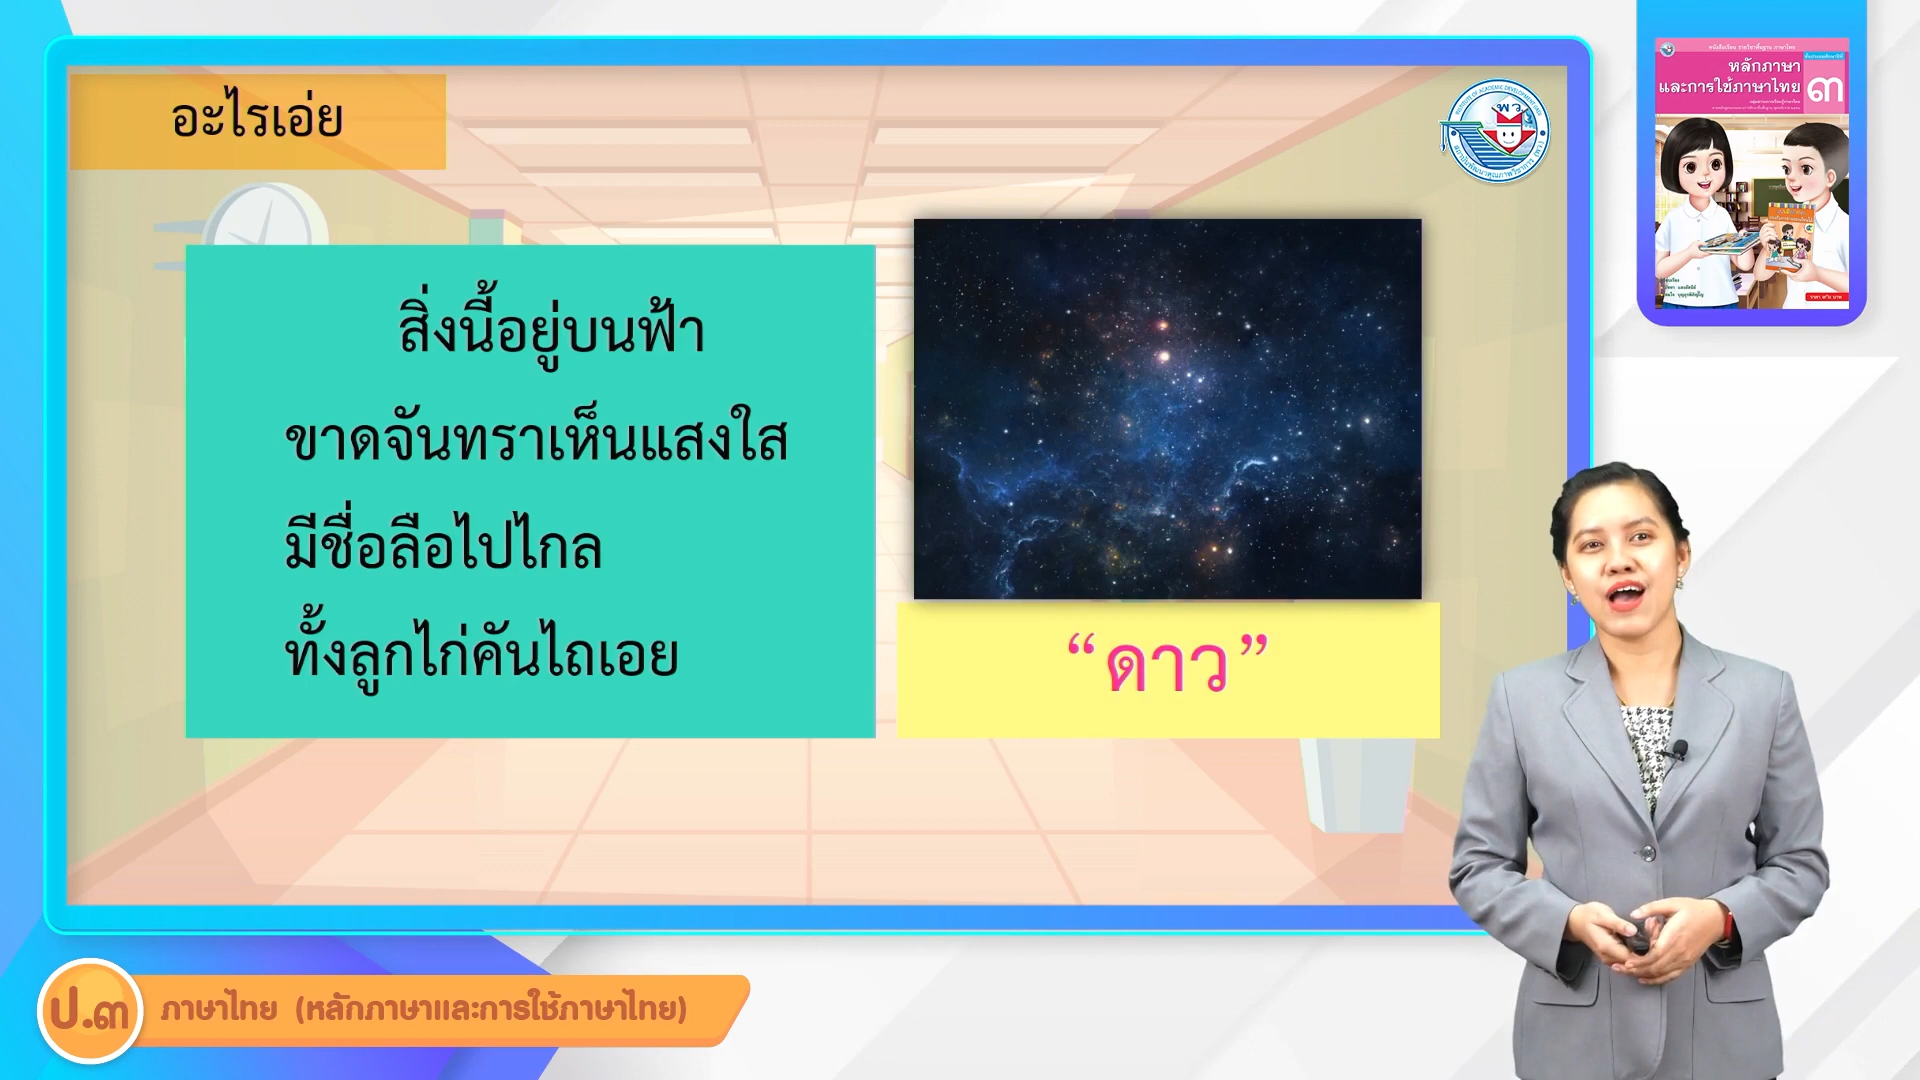 อะไรเอ่ย
สิ่งนี้อยู่บนฟ้า
ขาดจันทราเห็นแสงใส
มีชื่อลือไปไกล
ทั้งลูกไก่คันไถเอย
“ดาว”
พว.
หลักภาษา
และการใช้ภาษาไทย ๓
ป.๓ ภาษาไทย (หลักภาษาและการใช้ภาษาไทย)